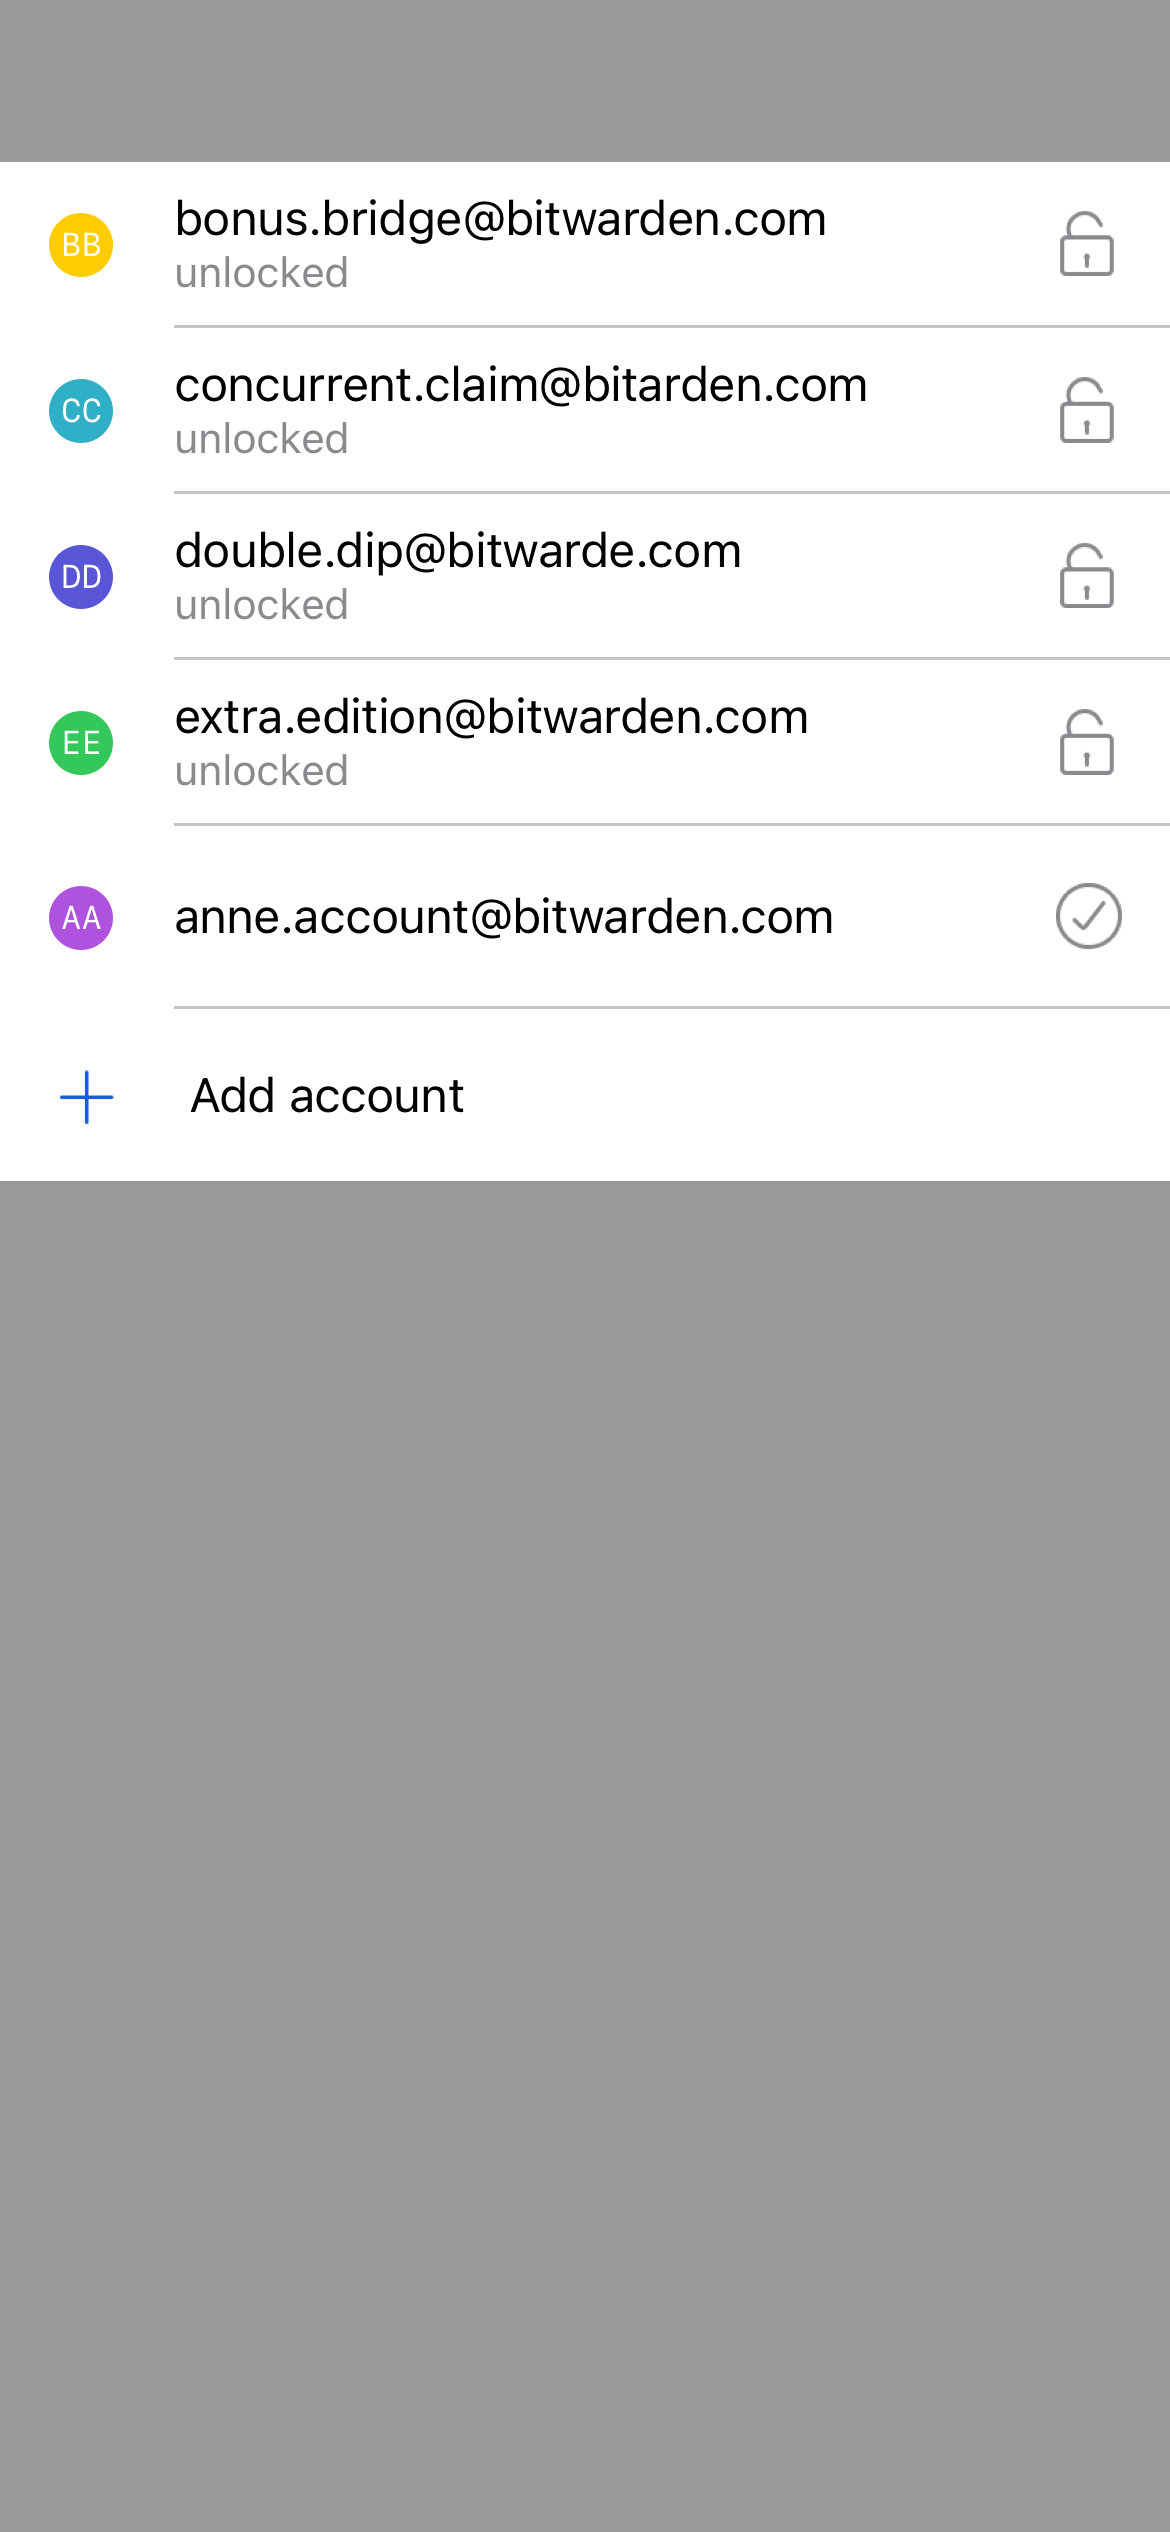 BB
bonus.bridge@bitwarden.com
unlocked
CC
concurrent.claim@bitarden.com
unlocked
DD
double.dip@bitwarde.com
unlocked
EE
extra.edition@bitwarden.com
unlocked
AA
anne.account@bitwarden.com
Add account